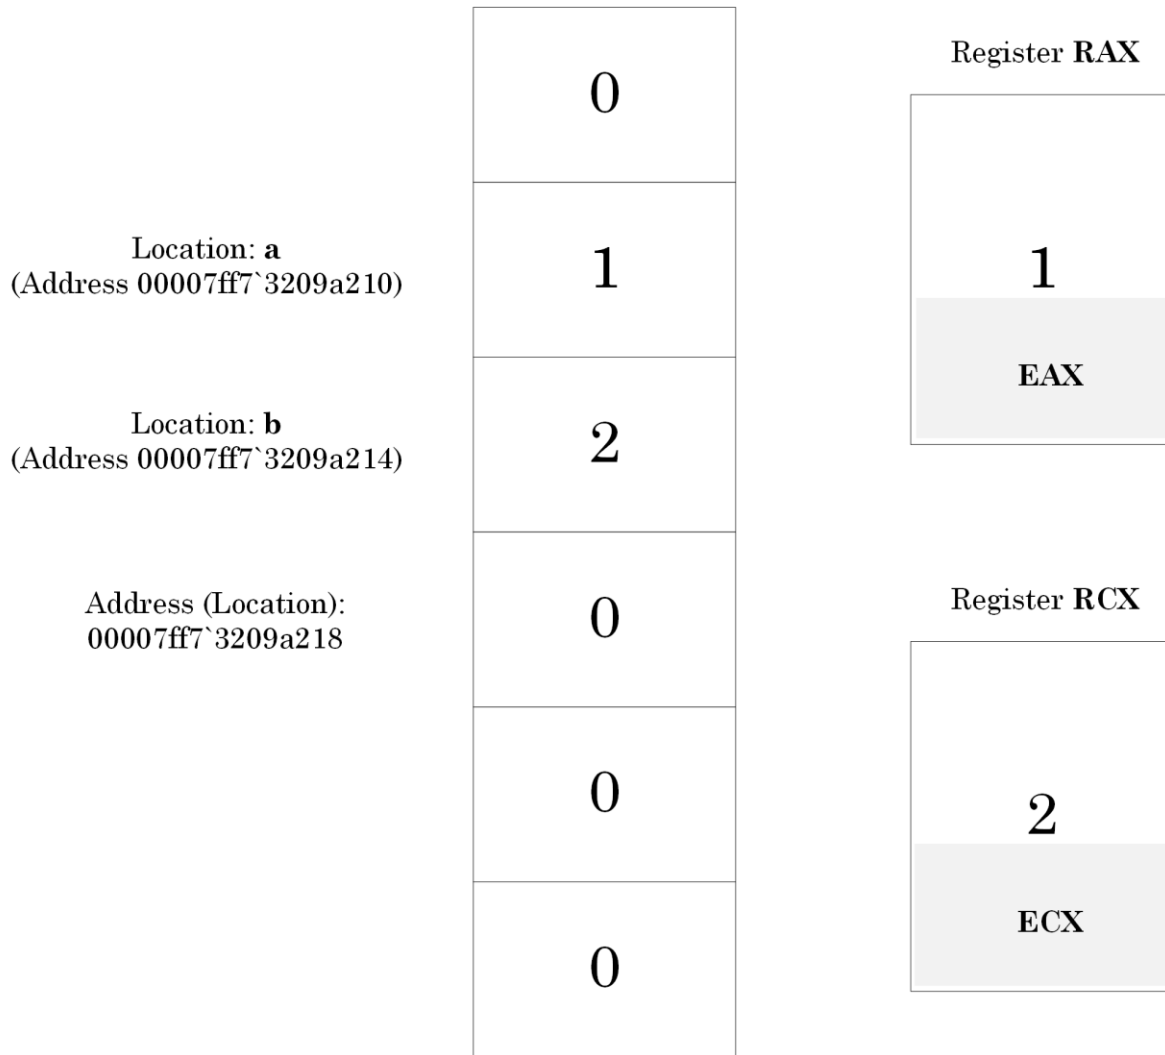 0
Register RAX
Location: a
(Address 00007ff7`3209a210)
1
1
EAX
Location: b
(Address 00007ff7`3209a214)
2
Address (Location):
00007ff7`3209a218
0
Register RCX
0
2
ECX
0